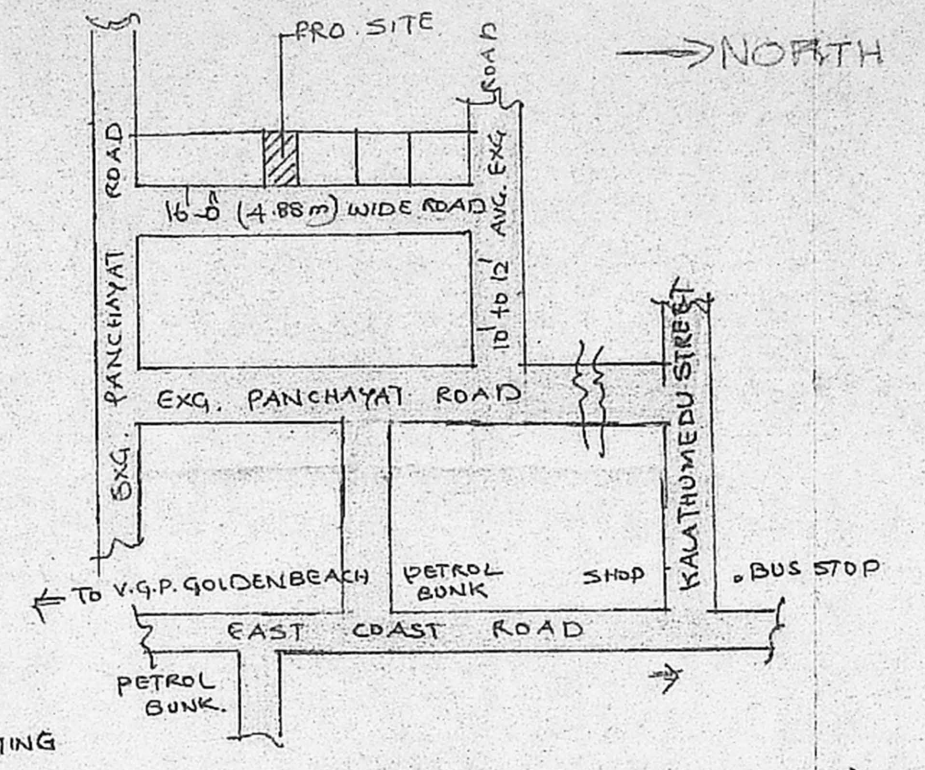 PRO. SITE.
→ NORTH
ROAD
16'-0" (4.88m) WIDE ROAD
10' to 12' AVG. EXG
EXG. PANCHAYAT ROAD
EXG. PANCHAYAT ROAD
KALATHUMEDU STREET
← TO V.G.P. GOLDENBEACH
PETROL
BUNK
SHOP
BUS STOP
EAST COAST ROAD
PETROL
BUNK.